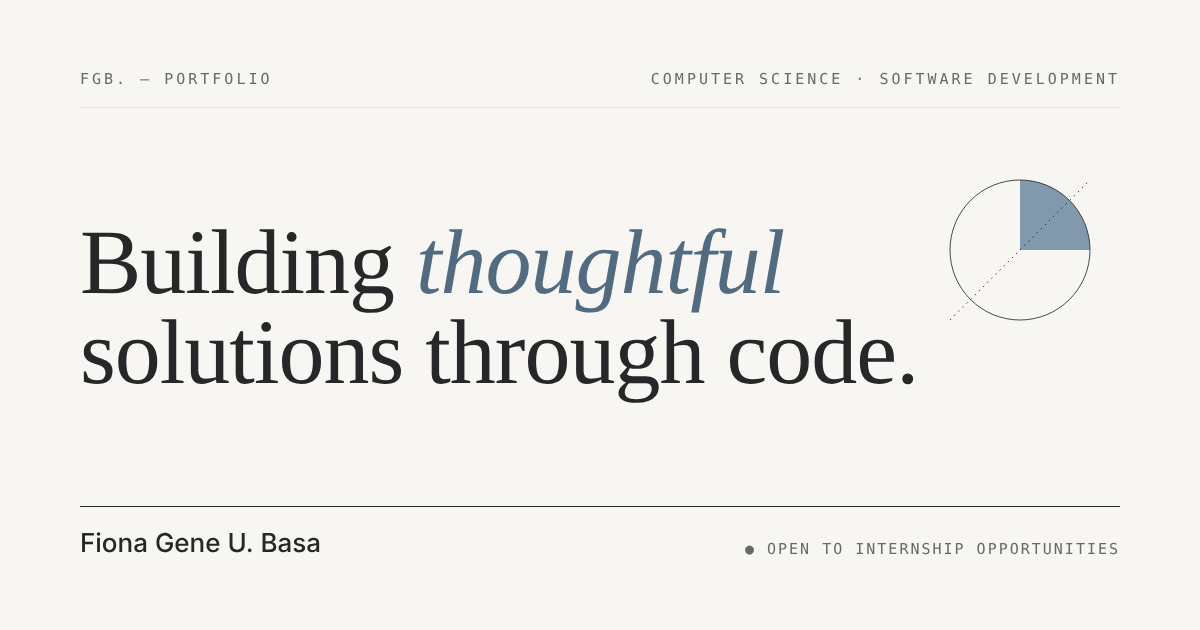 FGB. — PORTFOLIO
COMPUTER SCIENCE · SOFTWARE DEVELOPMENT
Building thoughtful
solutions through code.
Fiona Gene U. Basa
● OPEN TO INTERNSHIP OPPORTUNITIES